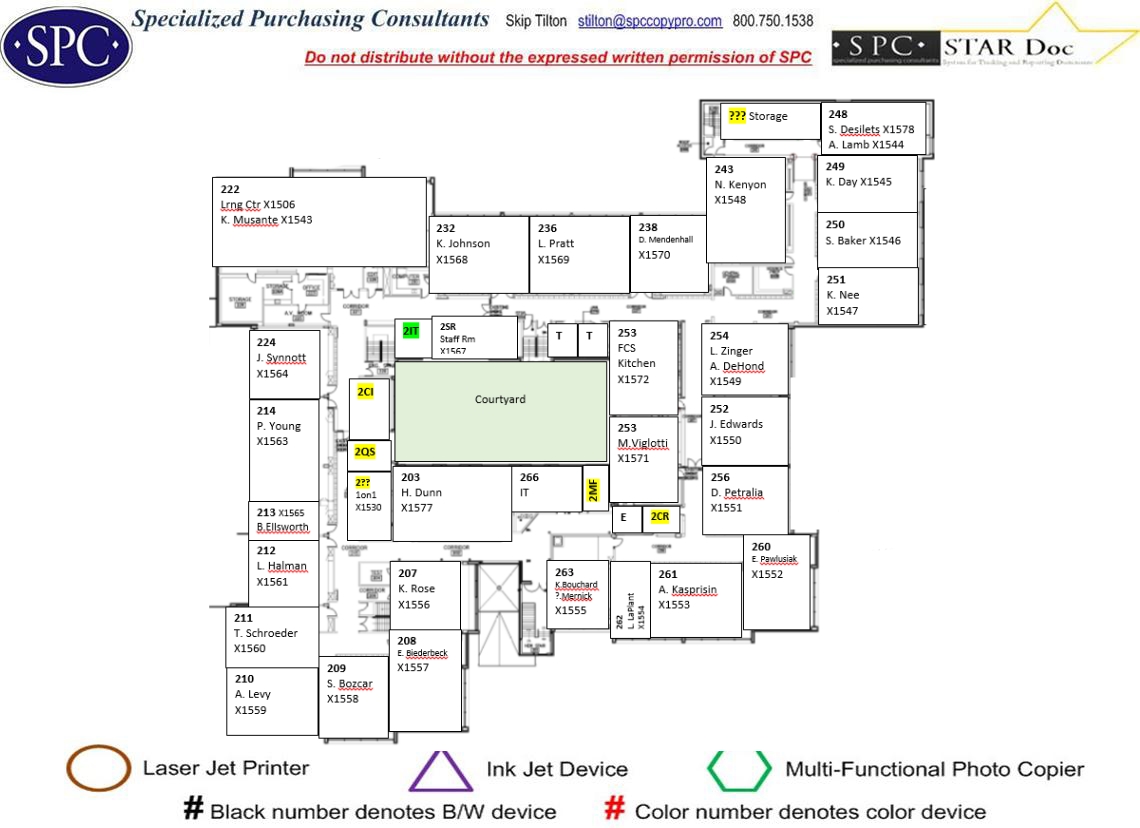 SPC
Specialized Purchasing Consultants Skip Tilton stilton@spccopypro.com 800.750.1538
Do not distribute without the expressed written permission of SPC
SPC STAR Doc
specialized purchasing consultants System for Tracking and Reporting Documents
??? Storage
248
S. Desilets X1578
A. Lamb X1544
243
N. Kenyon
X1548
249
K. Day X1545
222
Lrng Ctr X1506
K. Musante X1543
232
K. Johnson
X1568
236
L. Pratt
X1569
238
D. Mendenhall
X1570
250
S. Baker X1546
251
K. Nee
X1547
STORAGE
STORAGE
OFFICE
A.V. ROOM
COMPUTER
CORRIDOR
2IT
2SR
Staff Rm
X1567
T
T
253
FCS
Kitchen
X1572
254
L. Zinger
A. DeHond
X1549
224
J. Synnott
X1564
2CI
Courtyard
214
P. Young
X1563
252
J. Edwards
X1550
253
M.Viglotti
X1571
2QS
2??
1on1
X1530
203
H. Dunn
X1577
266
IT
2MF
256
D. Petralia
X1551
213 X1565
B.Ellsworth
E
2CR
212
L. Halman
X1561
CORRIDOR
260
E. Pawlusiak
X1552
207
K. Rose
X1556
263
K.Bouchard
?.Mernick
X1555
262
L. LaPlant
X1554
261
A. Kasprisin
X1553
211
T. Schroeder
X1560
208
E. Biederbeck
X1557
209
S. Bozcar
X1558
210
A. Levy
X1559
Laser Jet Printer
Ink Jet Device
Multi-Functional Photo Copier
# Black number denotes B/W device
# Color number denotes color device